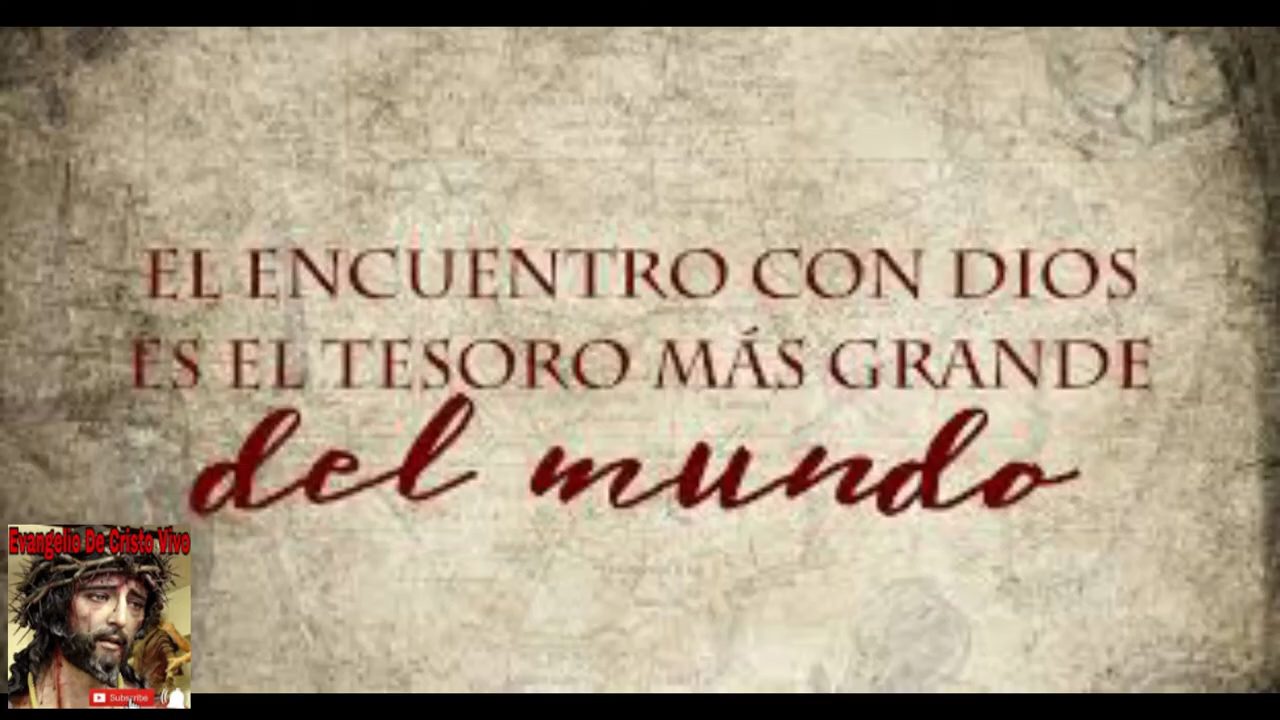 EL ENCUENTRO CON DIOS
ES EL TESORO MÁS GRANDE
del mundo
Evangelio De Cristo Vivo
Subscribe